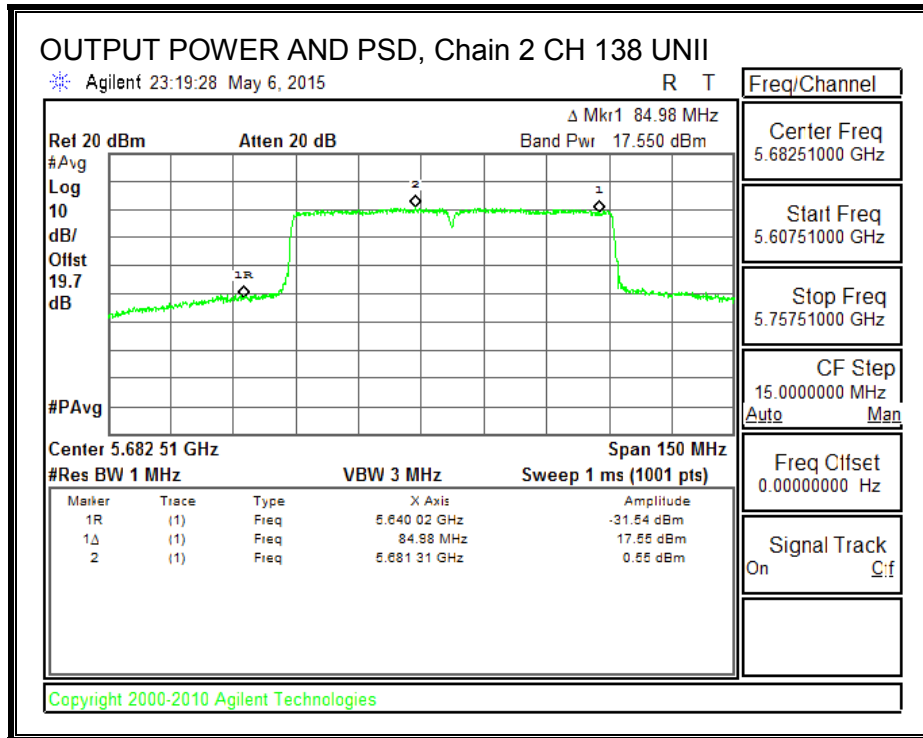 OUTPUT POWER AND PSD, Chain 2 CH 138 UNII
Agilent 23:19:28 May 6, 2015 R T
Freq/Channel
Δ Mkr1 84.98 MHz
Ref 20 dBm Atten 20 dB Band Pwr 17.550 dBm
#Avg
Log
10
dB/
Offst
19.7
dB
2
1
1R
#PAvg
Center 5.682 51 GHz Span 150 MHz
#Res BW 1 MHz VBW 3 MHz Sweep 1 ms (1001 pts)
Marker Trace Type X Axis Amplitude
1R (1) Freq 5.640 02 GHz -31.54 dBm
1Δ (1) Freq 84.98 MHz 17.55 dBm
2 (1) Freq 5.681 31 GHz 0.55 dBm
Center Freq
5.68251000 GHz
Start Freq
5.60751000 GHz
Stop Freq
5.75751000 GHz
CF Step
15.0000000 MHz
Auto Man
Freq Offset
0.00000000 Hz
Signal Track
On Off
Copyright 2000-2010 Agilent Technologies